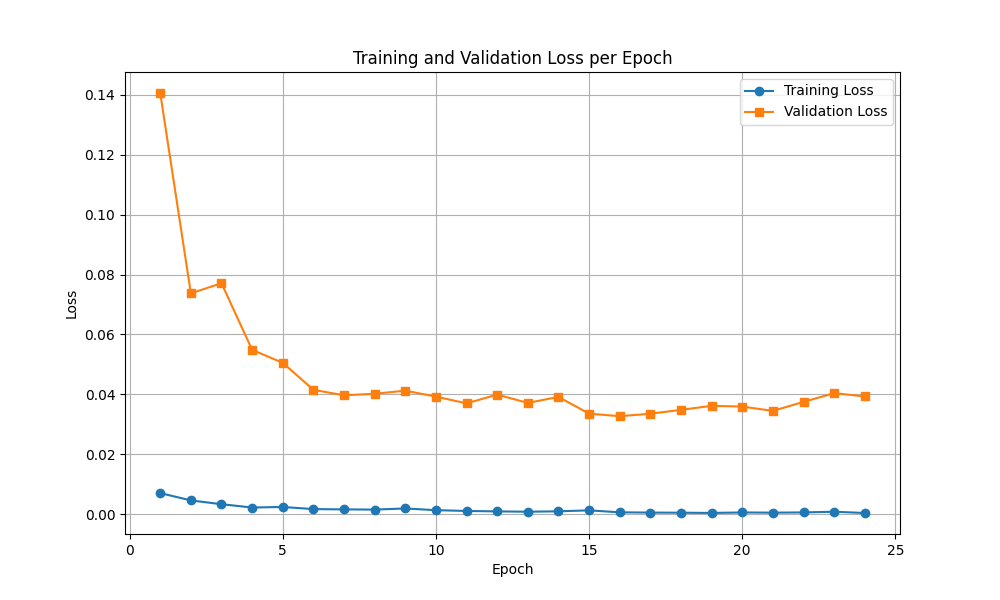 Training and Validation Loss per Epoch
Training Loss
Validation Loss
0.14
0.12
0.10
0.08
0.06
0.04
0.02
0.00
Loss
0 5 10 15 20 25
Epoch